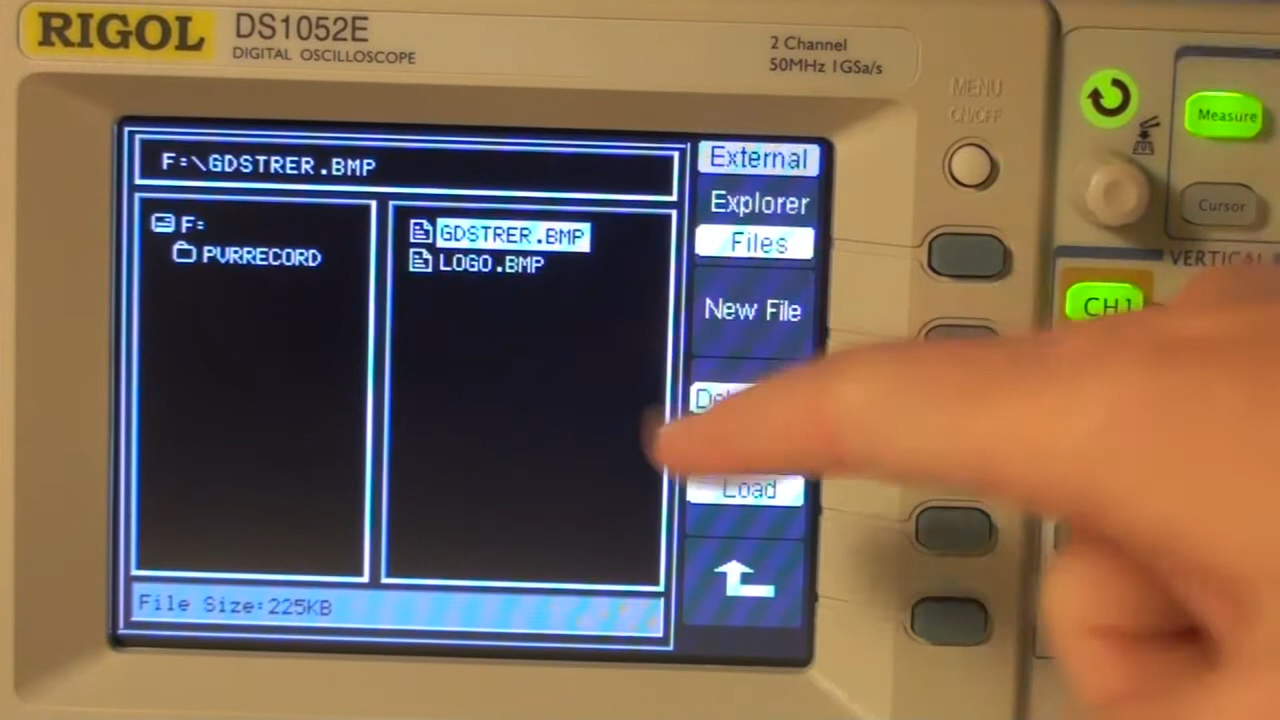 RIGOL
DS1052E
DIGITAL OSCILLOSCOPE
2 Channel
50MHz 1GSa/s
MENU
ON/OFF
Measure
Cursor
VERTICAL
CH1
F:\GDSTRER.BMP
F:
PVRRECORD
GDSTRER.BMP
LOGO.BMP
File Size:225KB
External
Explorer
Files
New File
Load